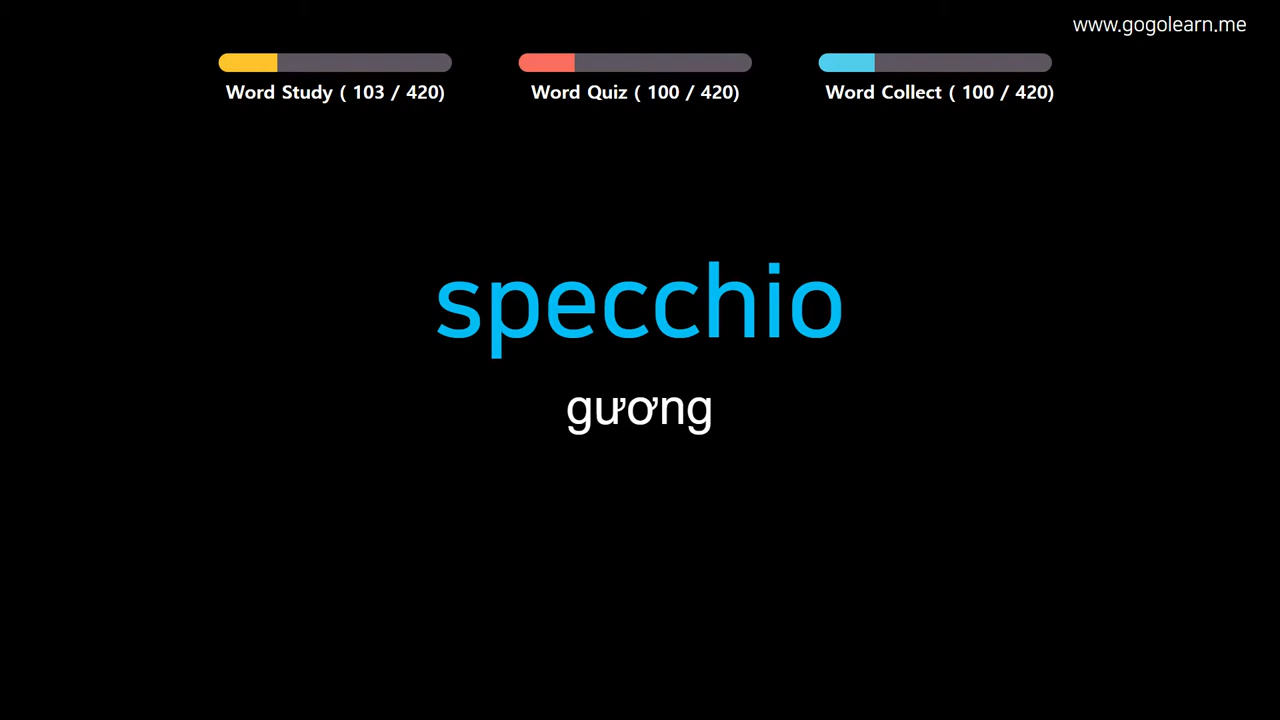 www.gogolearn.me
Word Study ( 103 / 420)
Word Quiz ( 100 / 420)
Word Collect ( 100 / 420)
specchio
gương